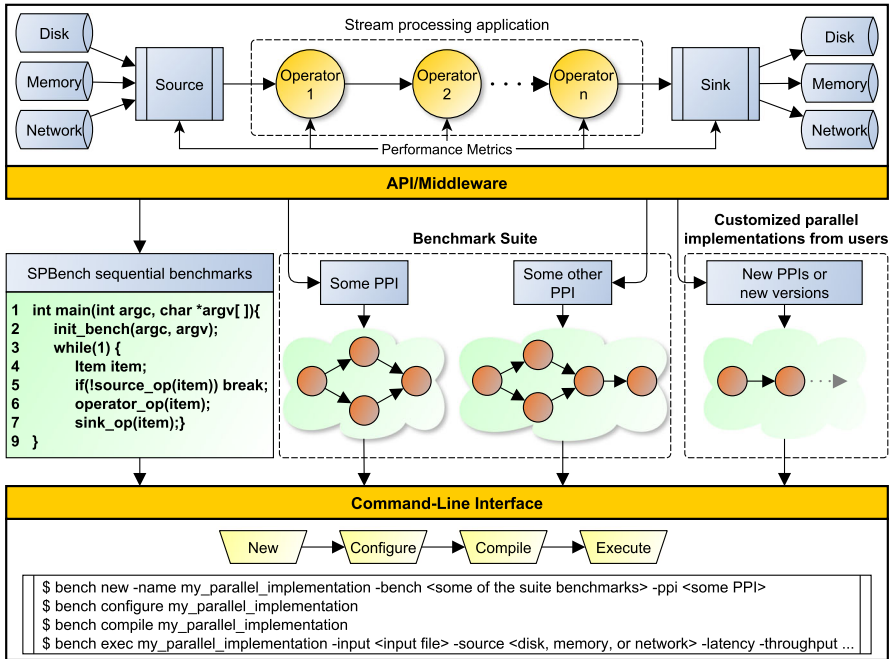 Stream processing application
Disk
Memory
Network
Source
Operator
1
Operator
2
. . .
Operator
n
Sink
Disk
Memory
Network
Performance Metrics
API/Middleware
SPBench sequential benchmarks
1 int main(int argc, char *argv[ ]){
2 init_bench(argc, argv);
3 while(1) {
4 Item item;
5 if(!source_op(item)) break;
6 operator_op(item);
7 sink_op(item);}
9 }
Benchmark Suite
Some PPI
Some other
PPI
Customized parallel
implementations from users
New PPIs or
new versions
Command-Line Interface
New
Configure
Compile
Execute
$ bench new -name my_parallel_implementation -bench <some of the suite benchmarks> -ppi <some PPI>
$ bench configure my_parallel_implementation
$ bench compile my_parallel_implementation
$ bench exec my_parallel_implementation -input <input file> -source <disk, memory, or network> -latency -throughput ...